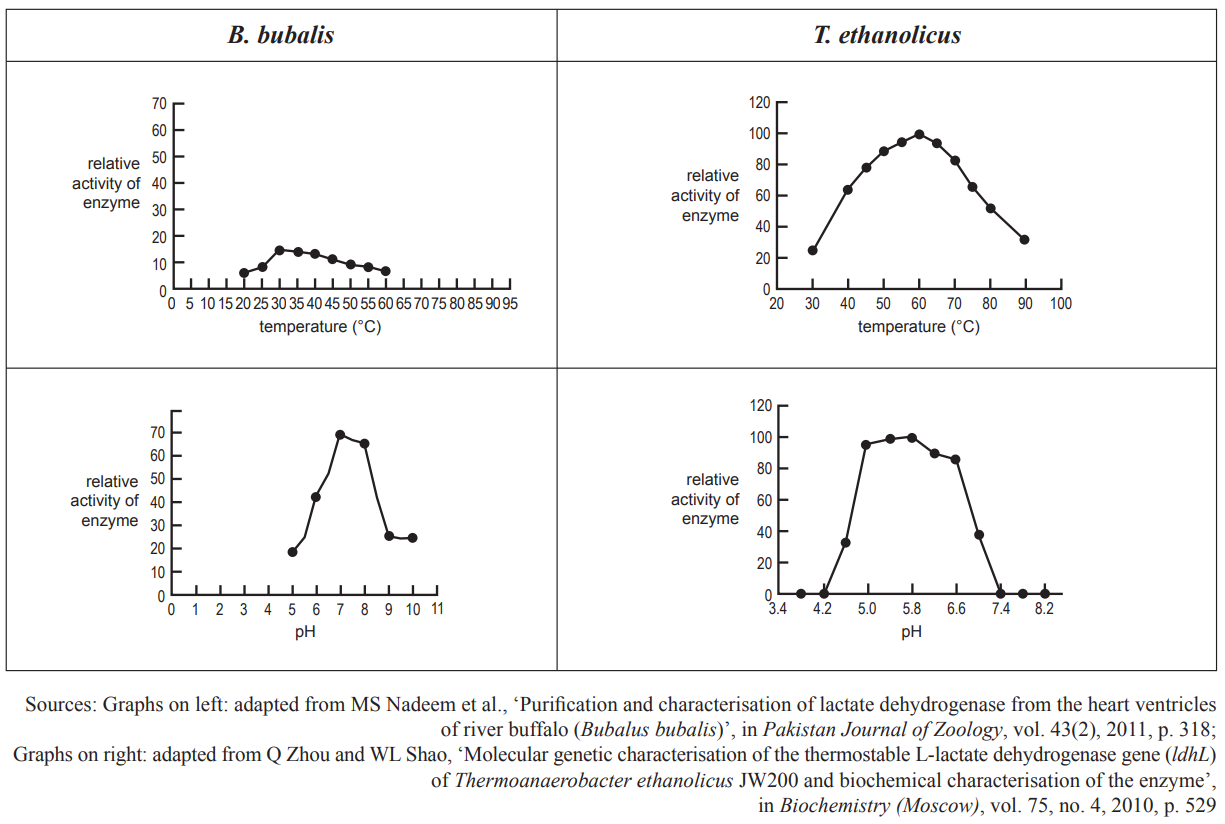 B. bubalis
T. ethanolicus
70
60
50
40
30
20
10
0
relative
activity of
enzyme
0 5 10 15 20 25 30 35 40 45 50 55 60 65 70 75 80 85 90 95
temperature (°C)
120
100
80
60
40
20
0
relative
activity of
enzyme
20 30 40 50 60 70 80 90 100
temperature (°C)
70
60
50
40
30
20
10
0
relative
activity of
enzyme
0 1 2 3 4 5 6 7 8 9 10 11
pH
120
100
80
60
40
20
0
relative
activity of
enzyme
3.4 4.2 5.0 5.8 6.6 7.4 8.2
pH
Sources: Graphs on left: adapted from MS Nadeem et al., ‘Purification and characterisation of lactate dehydrogenase from the heart ventricles
of river buffalo (Bubalus bubalis)’, in Pakistan Journal of Zoology, vol. 43(2), 2011, p. 318;
Graphs on right: adapted from Q Zhou and WL Shao, ‘Molecular genetic characterisation of the thermostable L-lactate dehydrogenase gene (ldhL)
of Thermoanaerobacter ethanolicus JW200 and biochemical characterisation of the enzyme’,
in Biochemistry (Moscow), vol. 75, no. 4, 2010, p. 529